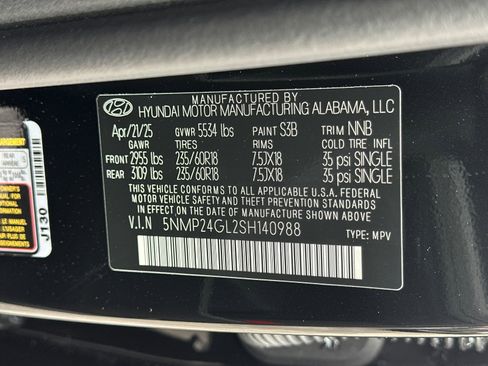 MANUFACTURED BY
HYUNDAI MOTOR MANUFACTURING ALABAMA, LLC
Apr/21/25 GVWR 5534 lbs PAINT S3B TRIM NNB
GAWR TIRES RIMS COLD TIRE INFL
FRONT 2955 lbs 235/60R18 7.5JX18 35 psi SINGLE
REAR 3109 lbs 235/60R18 7.5JX18 35 psi SINGLE
THIS VEHICLE CONFORMS TO ALL APPLICABLE U.S.A. FEDERAL
MOTOR VEHICLE SAFETY AND THEFT PREVENTION STANDARDS
IN EFFECT ON THE DATE OF MANUFACTURE SHOWN ABOVE.
V.I.N 5NMP24GL2SH140988 TYPE: MPV
J130